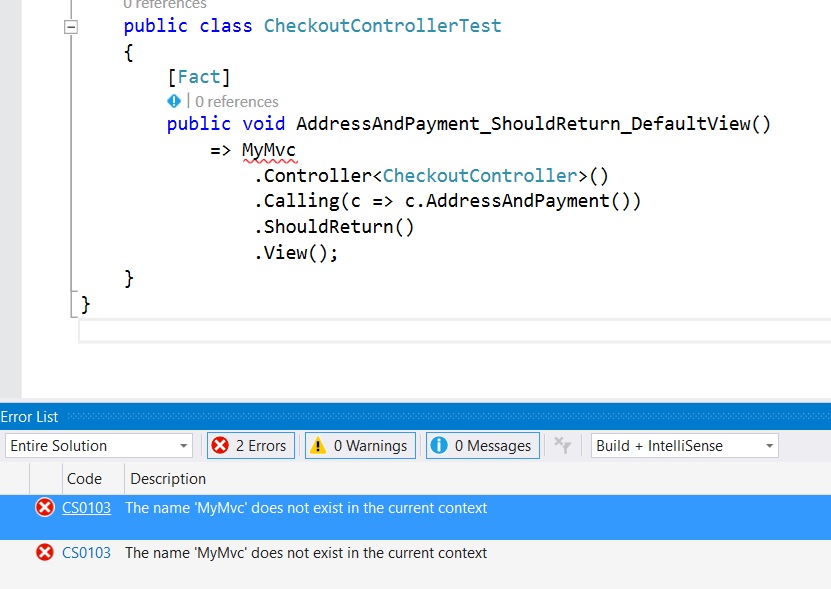 0 references
public class CheckoutControllerTest
{
[Fact]
0 references
public void AddressAndPayment_ShouldReturn_DefaultView()
=> MyMvc
.Controller<CheckoutController>()
.Calling(c => c.AddressAndPayment())
.ShouldReturn()
.View();
}
}
Error List
Entire Solution 2 Errors 0 Warnings 0 Messages Build + IntelliSense
Code Description
CS0103 The name 'MyMvc' does not exist in the current context
CS0103 The name 'MyMvc' does not exist in the current context